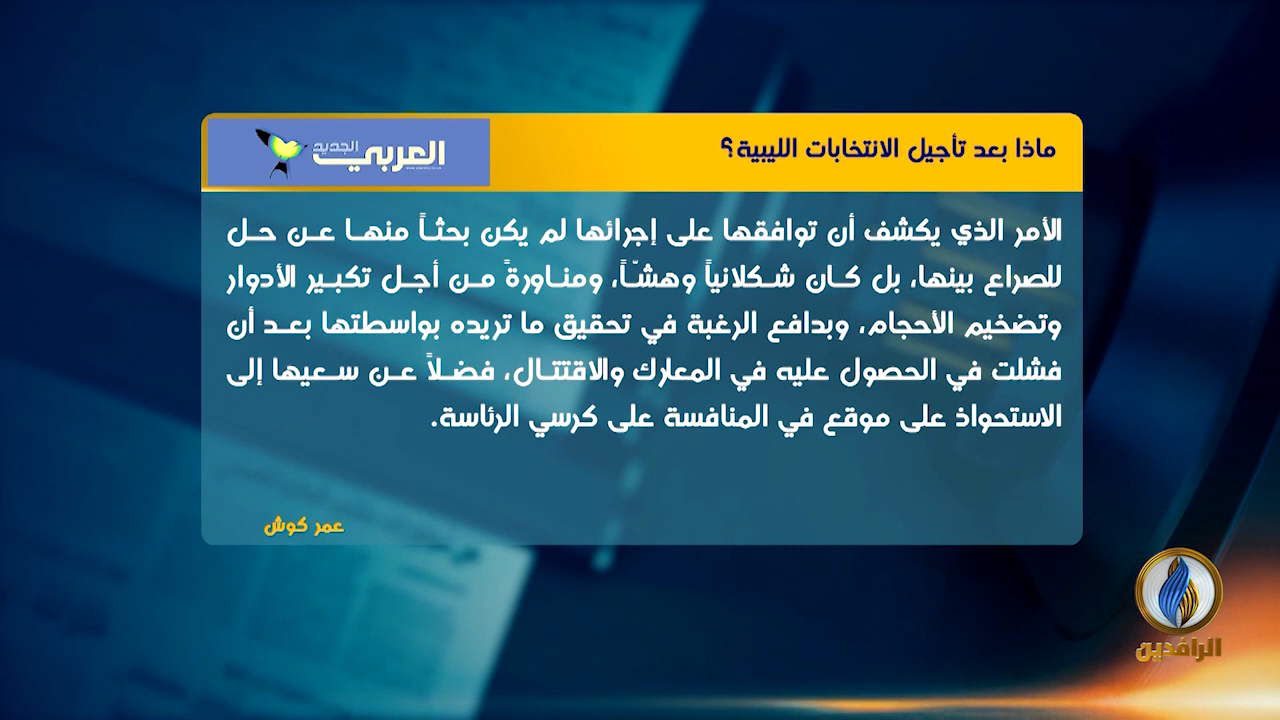 ماذا بعد تأجيل الانتخابات الليبية؟
العربي الجديد
الأمر الذي يكشف أن توافقها على إجرائها لم يكن بحثاً منها عن حل
للصراع بينها، بل كان شكلانياً وهشّاً، ومناورةً من أجل تكبير الأدوار
وتضخيم الأحجام، وبدافع الرغبة في تحقيق ما تريده بواسطتها بعد أن
فشلت في الحصول عليه في المعارك والاقتتال، فضلاً عن سعيها إلى
الاستحواذ على موقع في المنافسة على كرسي الرئاسة.
عمر كوش
الرافدين